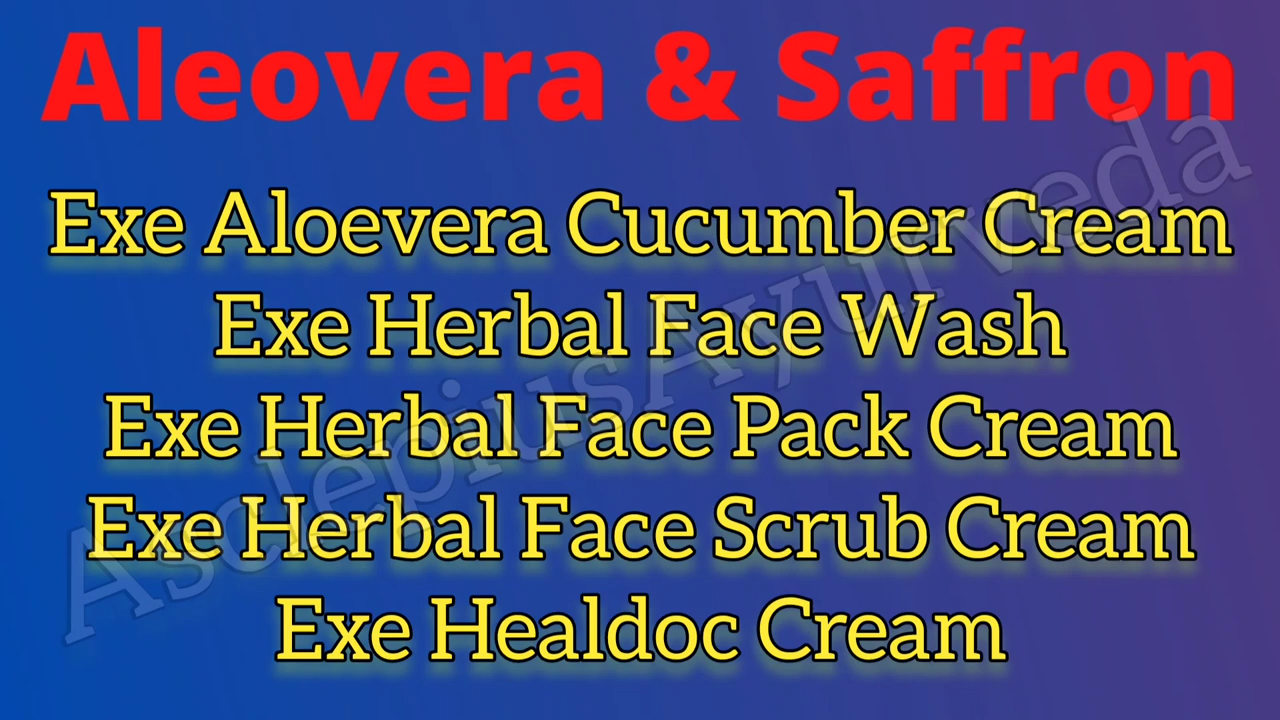 Aleovera & Saffron
Exe Aloevera Cucumber Cream
Exe Herbal Face Wash
Exe Herbal Face Pack Cream
Exe Herbal Face Scrub Cream
Exe Healdoc Cream
AsclepiusAyurveda